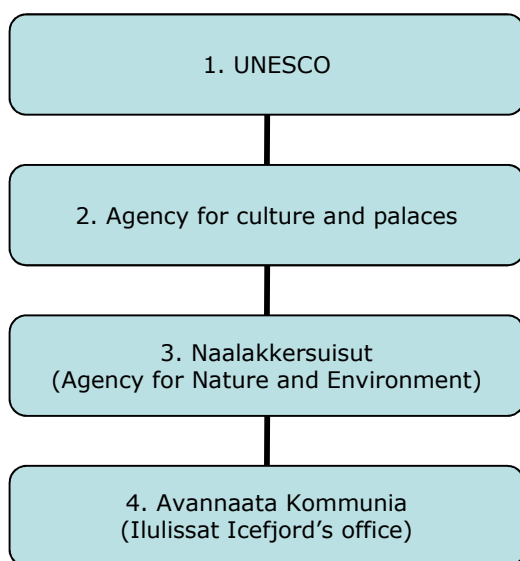 1. UNESCO
2. Agency for culture and palaces
3. Naalakkersuisut
(Agency for Nature and Environment)
4. Avannaata Kommunia
(Ilulissat Icefjord’s office)